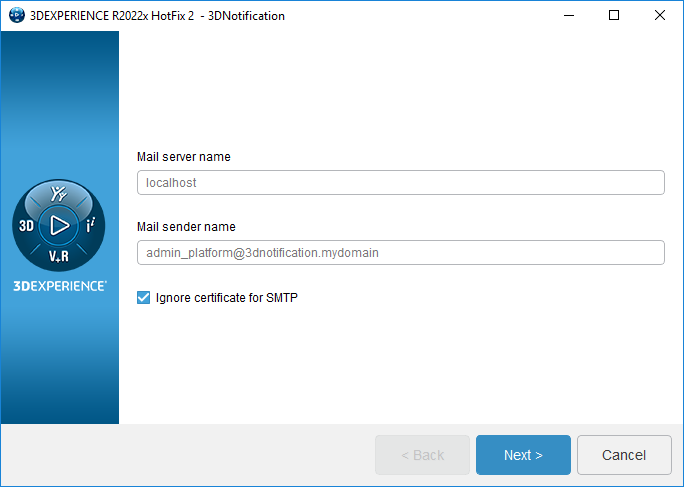 3DEXPERIENCE R2022x HotFix 2 - 3DNotification
Mail server name
localhost
Mail sender name
admin_platform@3dnotification.mydomain
Ignore certificate for SMTP
3D
i²
V+R
3DEXPERIENCE
< Back
Next >
Cancel